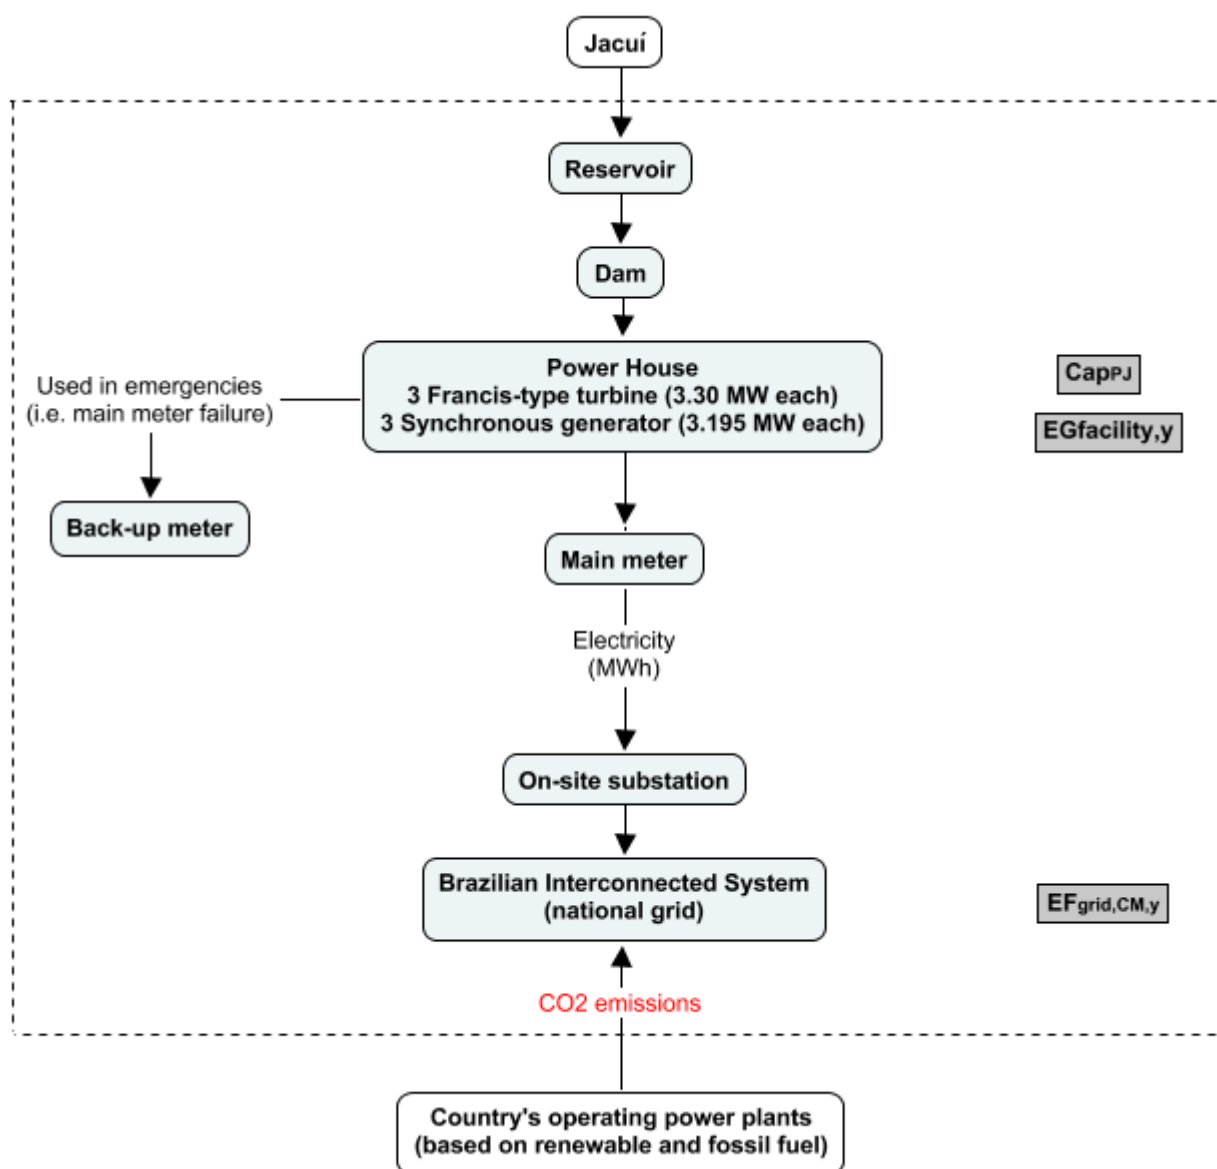 Jacuí
Reservoir
Dam
Power House
3 Francis-type turbine (3.30 MW each)
3 Synchronous generator (3.195 MW each)
CapPJ
EGfacility,y
Used in emergencies
(i.e. main meter failure)
Back-up meter
Main meter
Electricity
(MWh)
On-site substation
Brazilian Interconnected System
(national grid)
EFgrid,CM,y
CO2 emissions
Country's operating power plants
(based on renewable and fossil fuel)